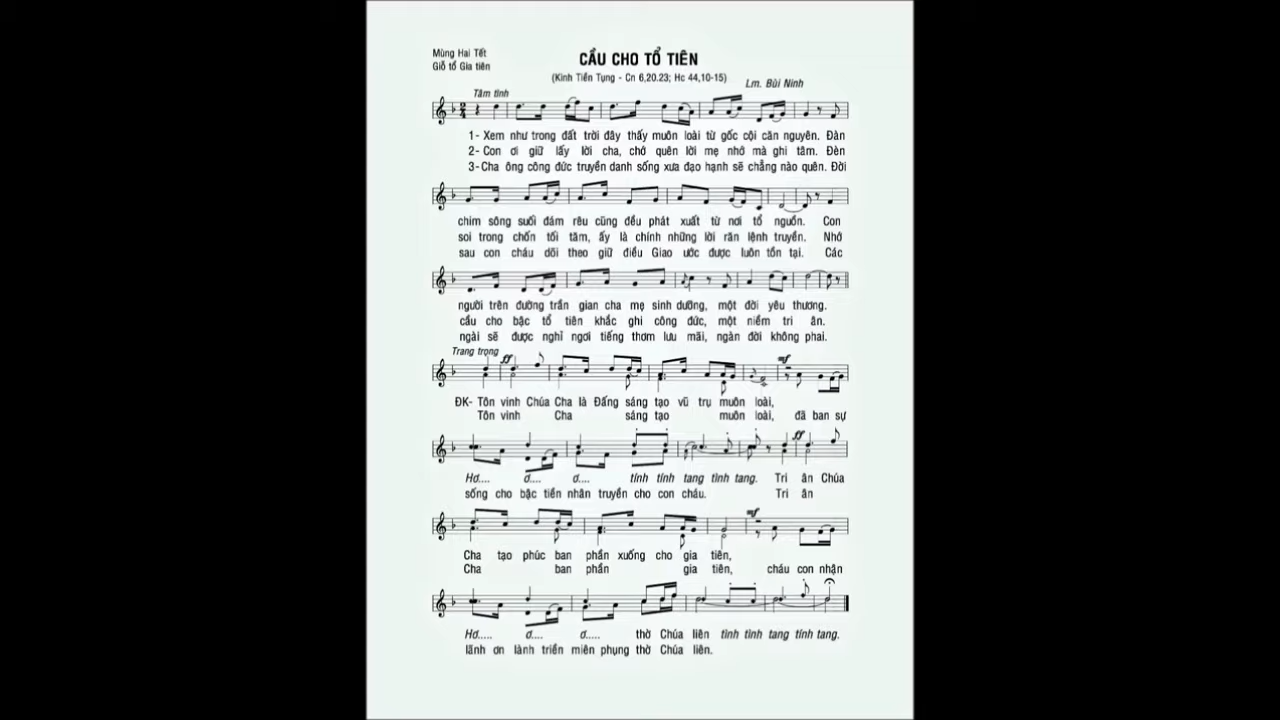 Mùng Hai Tết
Giỗ tổ Gia tiên
CẦU CHO TỔ TIÊN
(Kinh Tiền Tụng - Cn 6,20.23; Hc 44,10-15)
Lm. Bùi Ninh
Tâm tình
1- Xem như trong đất trời đây thấy muôn loài từ gốc cội căn nguyên. Đàn
2- Con ơi giữ lấy lời cha, chớ quên lời mẹ nhớ mà ghi tâm. Đèn
3- Cha ông công đức truyền danh sống xưa đạo hạnh sẽ chẳng nào quên. Đời
chim sông suối đám rêu cũng đều phát xuất từ nơi tổ nguồn. Con
soi trong chốn tối tăm, ấy là chính những lời răn lệnh truyền. Nhớ
sau con cháu dõi theo giữ điều Giao ước được luôn tồn tại. Các
người trên đường trần gian cha mẹ sinh dưỡng, một đời yêu thương.
cầu cho bậc tổ tiên khắc ghi công đức, một niềm tri ân.
ngài sẽ được nghỉ ngơi tiếng thơm lưu mãi, ngàn đời không phai.
Trang trọng
ff
mf
ĐK- Tôn vinh Chúa Cha là Đấng sáng tạo vũ trụ muôn loài,
Tôn vinh Cha sáng tạo muôn loài, đã ban sự
ff
Hơ.... ơ.... ơ.... tính tính tang tình tang. Tri ân Chúa
sống cho bậc tiền nhân truyền cho con cháu. Tri ân
mf
Cha tạo phúc ban phần xuống cho gia tiên,
Cha ban phần gia tiên, cháu con nhận
Hơ..... ơ.... ơ..... thờ Chúa liên tình tình tang tính tang.
lãnh ơn lành triền miên phụng thờ Chúa liên.